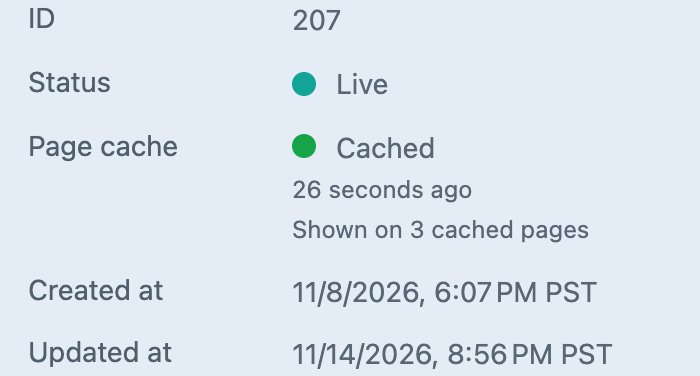 ID 207
Status Live
Page cache Cached
26 seconds ago
Shown on 3 cached pages
Created at 11/8/2026, 6:07 PM PST
Updated at 11/14/2026, 8:56 PM PST